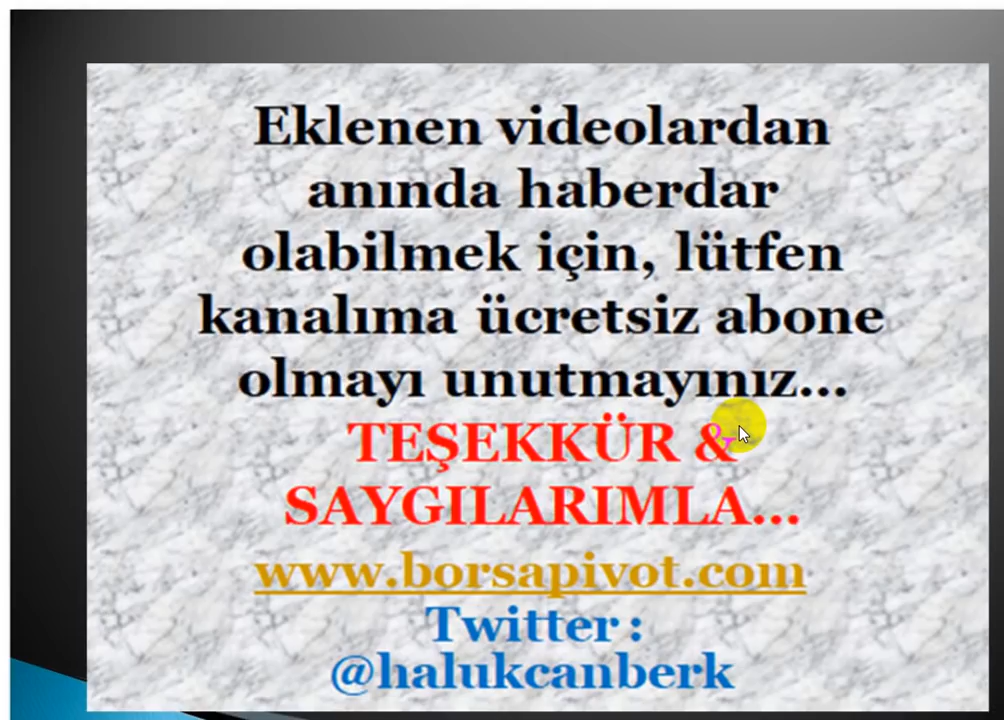 Eklenen videolardan
anında haberdar
olabilmek için, lütfen
kanalıma ücretsiz abone
olmayı unutmayınız...
TEŞEKKÜR &
SAYGILARIMLA...
www.borsapivot.com
Twitter :
@halukcanberk